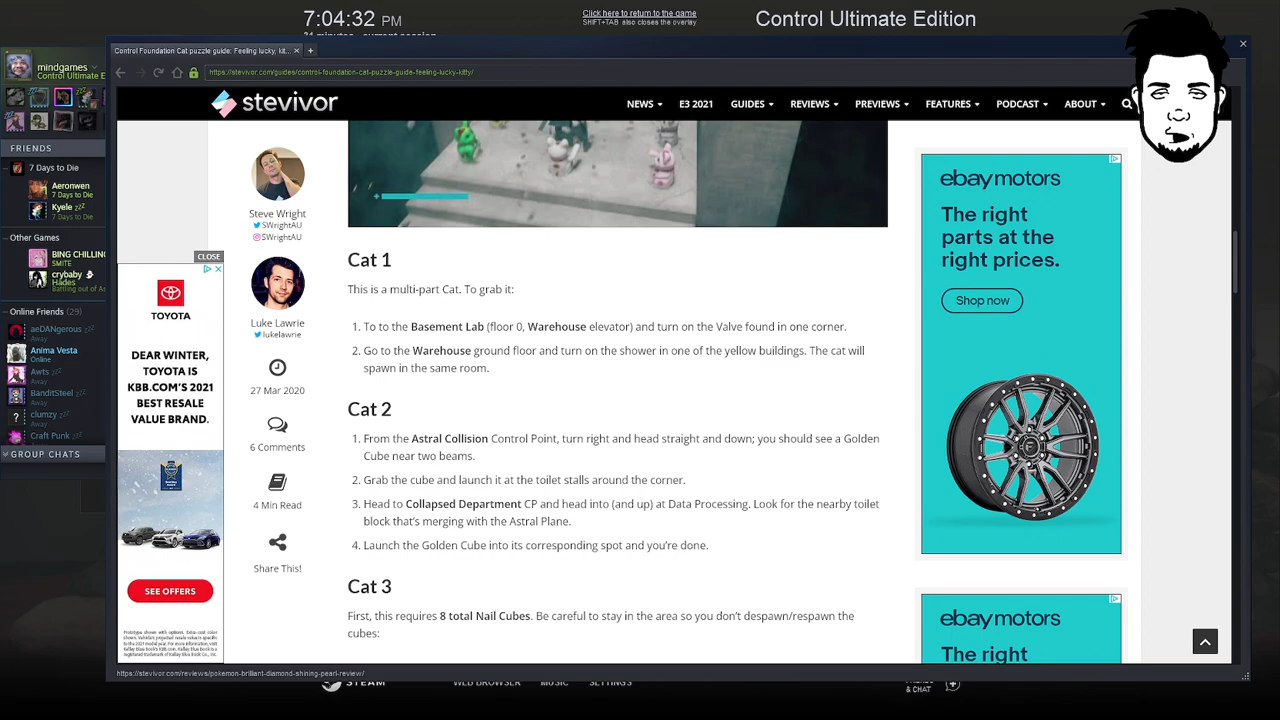 7:04:32 PM
Click here to return to the game
SHIFT+TAB also closes the overlay
Control Ultimate Edition
Control Foundation Cat puzzle guide: Feeling lucky, kit...
https://stevivor.com/guides/control-foundation-cat-puzzle-guide-feeling-lucky-kitty/
mindgames
Control Ultimate Ed
FRIENDS
7 Days to Die
Aeronwen
7 Days to Die
Kyele
7 Days to Die
Other Games
BING CHILLING
SMITE
crybaby
Hades
Battling out of As
Online Friends (29)
aeDANgerous
Away
Anima Vesta
Online
Awts
Away
BanditSteel
Away
clumzy
Away
Craft Punk
GROUP CHATS
stevivor
NEWS
E3 2021
GUIDES
REVIEWS
PREVIEWS
FEATURES
PODCAST
ABOUT
Steve Wright
SWrightAU
SWrightAU
Luke Lawrie
lukelawrie
27 Mar 2020
6 Comments
4 Min Read
Share This!
CLOSE
TOYOTA
DEAR WINTER,
TOYOTA IS
KBB.COM'S 2021
BEST RESALE
VALUE BRAND.
SEE OFFERS
Cat 1
This is a multi-part Cat. To grab it:
1. To to the Basement Lab (floor 0, Warehouse elevator) and turn on the Valve found in one corner.
2. Go to the Warehouse ground floor and turn on the shower in one of the yellow buildings. The cat will
spawn in the same room.
Cat 2
1. From the Astral Collision Control Point, turn right and head straight and down; you should see a Golden
Cube near two beams.
2. Grab the cube and launch it at the toilet stalls around the corner.
3. Head to Collapsed Department CP and head into (and up) at Data Processing. Look for the nearby toilet
block that's merging with the Astral Plane.
4. Launch the Golden Cube into its corresponding spot and you're done.
Cat 3
First, this requires 8 total Nail Cubes. Be careful to stay in the area so you don't despawn/respawn the
cubes:
ebay motors
The right
parts at the
right prices.
Shop now
ebay motors
The right
https://stevivor.com/reviews/pokemon-brilliant-diamond-shining-pearl-review/
STEAM
WEB BROWSER
MUSIC
SETTINGS
& CHAT